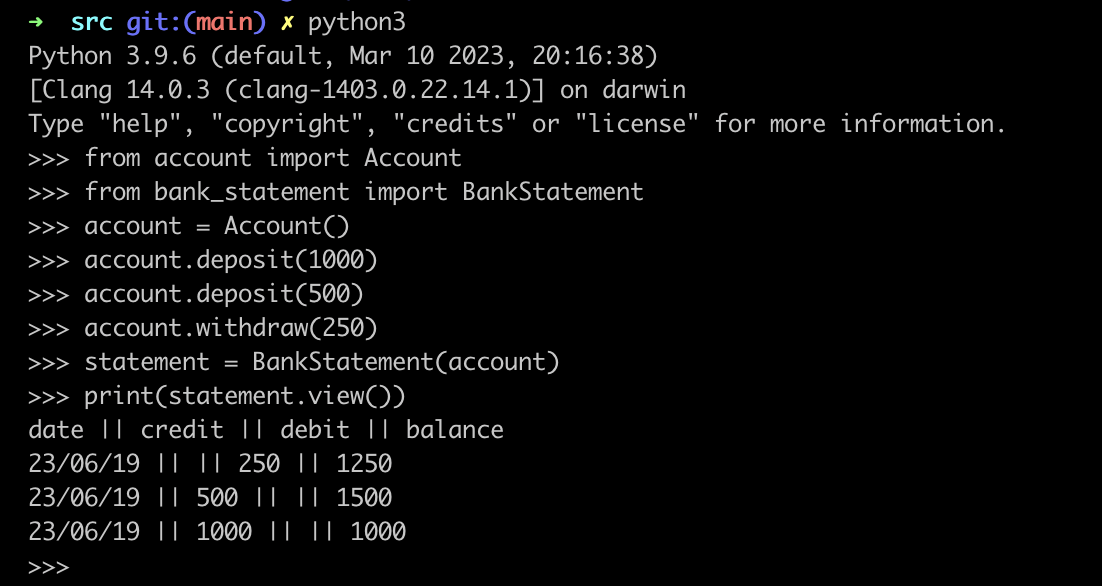 ➜ src git:(main) ✗ python3
Python 3.9.6 (default, Mar 10 2023, 20:16:38)
[Clang 14.0.3 (clang-1403.0.22.14.1)] on darwin
Type "help", "copyright", "credits" or "license" for more information.
>>> from account import Account
>>> from bank_statement import BankStatement
>>> account = Account()
>>> account.deposit(1000)
>>> account.deposit(500)
>>> account.withdraw(250)
>>> statement = BankStatement(account)
>>> print(statement.view())
date || credit || debit || balance
23/06/19 || || 250 || 1250
23/06/19 || 500 || || 1500
23/06/19 || 1000 || || 1000
>>>